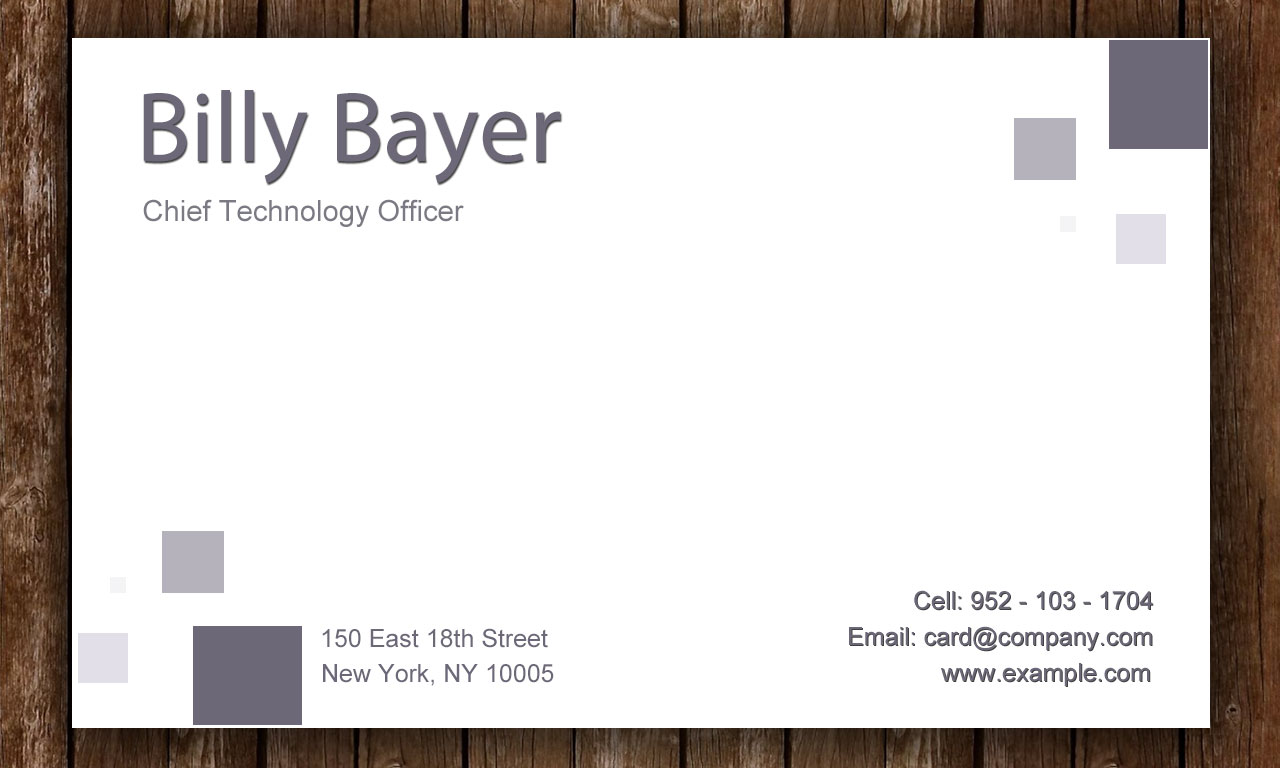 Billy Bayer
Chief Technology Officer
150 East 18th Street
New York, NY 10005
Cell: 952 - 103 - 1704
Email: card@company.com
www.example.com